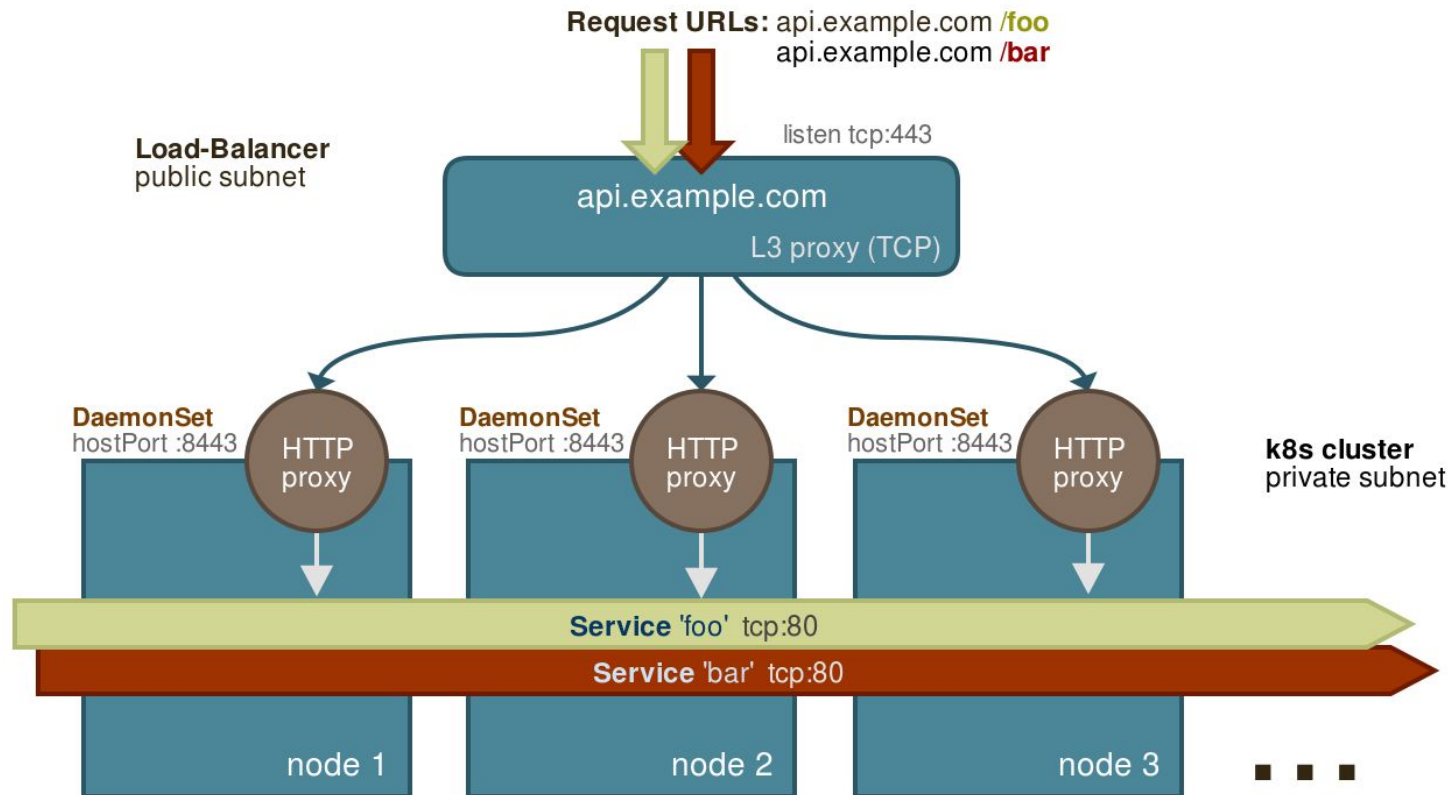 Request URLs: api.example.com /foo
api.example.com /bar
listen tcp:443
Load-Balancer
public subnet
api.example.com
L3 proxy (TCP)
DaemonSet
hostPort :8443
HTTP
proxy
DaemonSet
hostPort :8443
HTTP
proxy
DaemonSet
hostPort :8443
HTTP
proxy
k8s cluster
private subnet
Service 'foo' tcp:80
Service 'bar' tcp:80
node 1
node 2
node 3